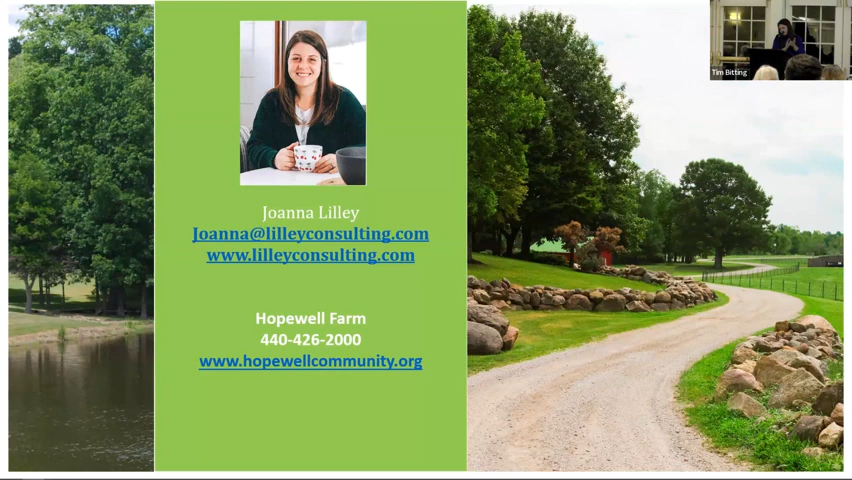 Tim Bitting
Joanna Lilley
Joanna@lilleyconsulting.com
www.lilleyconsulting.com
Hopewell Farm
440-426-2000
www.hopewellcommunity.org